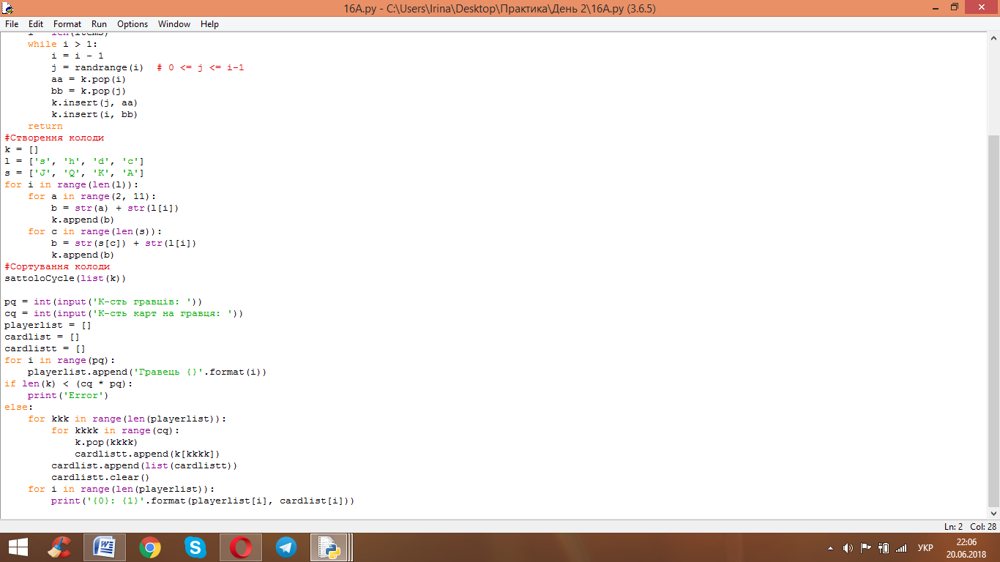 16A.py - C:\Users\Irina\Desktop\Практика\День 2\16A.py (3.6.5)
File Edit Format Run Options Window Help
i = len(items)
    while i > 1:
        i = i - 1
        j = randrange(i)  # 0 <= j <= i-1
        aa = k.pop(i)
        bb = k.pop(j)
        k.insert(j, aa)
        k.insert(i, bb)
    return
#Створення колоди
k = []
l = ['s', 'h', 'd', 'c']
s = ['J', 'Q', 'K', 'A']
for i in range(len(l)):
    for a in range(2, 11):
        b = str(a) + str(l[i])
        k.append(b)
    for c in range(len(s)):
        b = str(s[c]) + str(l[i])
        k.append(b)
#Сортування колоди
sattoloCycle(list(k))
pq = int(input('К-сть гравців: '))
cq = int(input('К-сть карт на гравця: '))
playerlist = []
cardlist = []
cardlistt = []
for i in range(pq):
    playerlist.append('Гравець {}'.format(i))
if len(k) < (cq * pq):
    print('Error')
else:
    for kkk in range(len(playerlist)):
        for kkkk in range(cq):
            k.pop(kkkk)
            cardlistt.append(k[kkkk])
        cardlist.append(list(cardlistt))
        cardlistt.clear()
    for i in range(len(playerlist)):
        print('{0}: {1}'.format(playerlist[i], cardlist[i]))
Ln: 2 Col: 28
УКР
22:06
20.06.2018